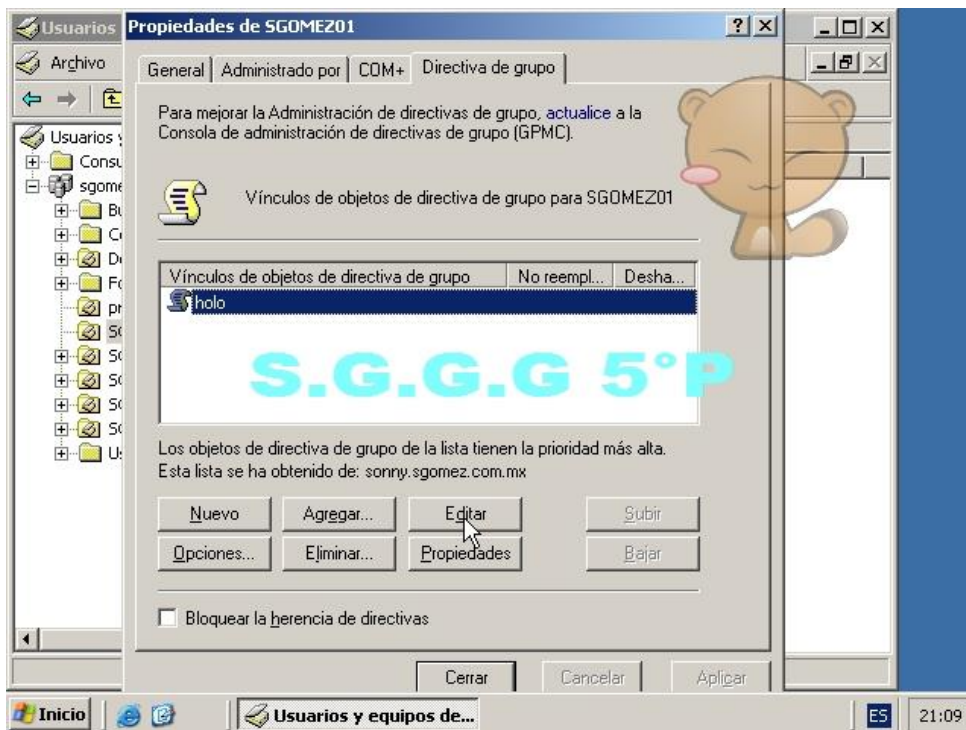 Usuarios
Propiedades de SGOMEZ01
Archivo
General
Administrado por
COM+
Directiva de grupo
Para mejorar la Administración de directivas de grupo, actualice a la
Consola de administración de directivas de grupo (GPMC).
Usuarios
Vínculos de objetos de directiva de grupo para SGOMEZ01
Vínculos de objetos de directiva de grupo No reempl... Desha...
holo
S.G.G.G 5°P
Los objetos de directiva de grupo de la lista tienen la prioridad más alta.
Esta lista se ha obtenido de: sonny.sgomez.com.mx
Nuevo Agregar... Editar Subir
Opciones... Eliminar... Propiedades Bajar
Bloquear la herencia de directivas
Cerrar Cancelar Aplicar
Inicio
Usuarios y equipos de...
ES 21:09